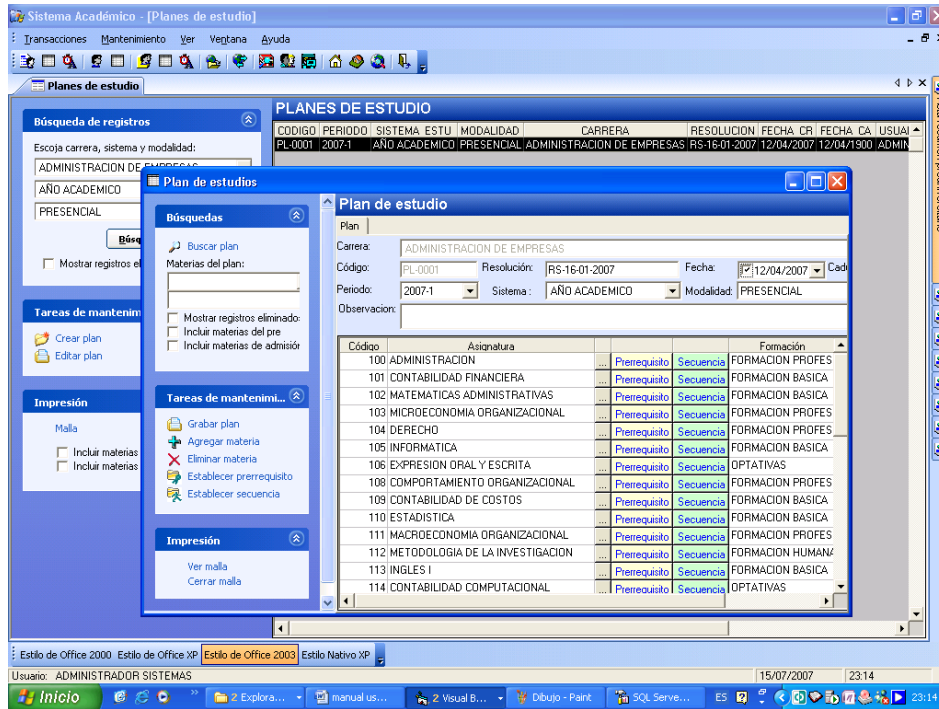 Sistema Académico - [Planes de estudio]
Transacciones Mantenimiento Ver Ventana Ayuda
Planes de estudio
Búsqueda de registros
Escoja carrera, sistema y modalidad:
ADMINISTRACION DE EMPRESAS
AÑO ACADEMICO
PRESENCIAL
Búsq
Mostrar registros el
Tareas de mantenim
Crear plan
Editar plan
Impresión
Malla
Incluir materias
Incluir materias
PLANES DE ESTUDIO
CODIGO PERIODO SISTEMA ESTU MODALIDAD CARRERA RESOLUCION FECHA CR FECHA CA USUAI
PL-0001 2007-1 AÑO ACADEMICO PRESENCIAL ADMINISTRACION DE EMPRESAS RS-16-01-2007 12/04/2007 12/04/1900 ADMIN
Plan de estudios
Búsquedas
Buscar plan
Materias del plan:
Mostrar registros eliminado:
Incluir materias del pre
Incluir materias de admisiór
Tareas de mantenimi...
Grabar plan
Agregar materia
Eliminar materia
Establecer prerrequisito
Establecer secuencia
Impresión
Ver malla
Cerrar malla
Plan de estudio
Plan
Carrera: ADMINISTRACION DE EMPRESAS
Código: PL-0001 Resolución: RS-16-01-2007 Fecha: 12/04/2007 Cadu
Periodo: 2007-1 Sistema : AÑO ACADEMICO Modalidad: PRESENCIAL
Observacion:
Código Asignatura Formación
100 ADMINISTRACION ... Prerrequisito Secuencia FORMACION PROFES
101 CONTABILIDAD FINANCIERA ... Prerrequisito Secuencia FORMACION BASICA
102 MATEMATICAS ADMINISTRATIVAS ... Prerrequisito Secuencia FORMACION BASICA
103 MICROECONOMIA ORGANIZACIONAL ... Prerrequisito Secuencia FORMACION PROFES
104 DERECHO ... Prerrequisito Secuencia FORMACION PROFES
105 INFORMATICA ... Prerrequisito Secuencia FORMACION BASICA
106 EXPRESION ORAL Y ESCRITA ... Prerrequisito Secuencia OPTATIVAS
108 COMPORTAMIENTO ORGANIZACIONAL ... Prerrequisito Secuencia FORMACION PROFES
109 CONTABILIDAD DE COSTOS ... Prerrequisito Secuencia FORMACION BASICA
110 ESTADISTICA ... Prerrequisito Secuencia FORMACION BASICA
111 MACROECONOMIA ORGANIZACIONAL ... Prerrequisito Secuencia FORMACION PROFES
112 METODOLOGIA DE LA INVESTIGACION ... Prerrequisito Secuencia FORMACION HUMANA
113 INGLES I ... Prerrequisito Secuencia FORMACION BASICA
114 CONTABILIDAD COMPUTACIONAL ... Prerrequisito Secuencia OPTATIVAS
Estilo de Office 2000 Estilo de Office XP Estilo de Office 2003 Estilo Nativo XP
Usuario: ADMINISTRADOR SISTEMAS 15/07/2007 23:14
Inicio 2 Explora... manual us... 2 Visual B... Dibujo - Paint SQL Serve... ES 23:14